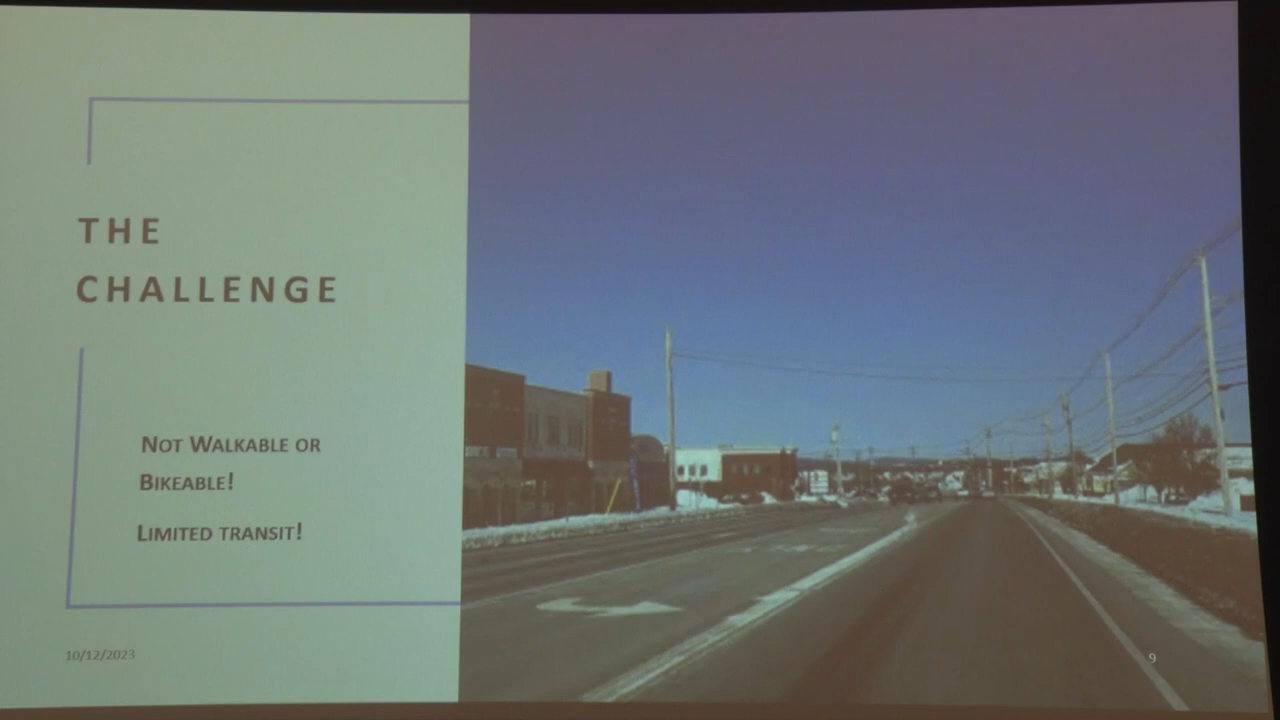 THE
CHALLENGE
NOT WALKABLE OR
BIKEABLE!
LIMITED TRANSIT!
10/12/2023
9